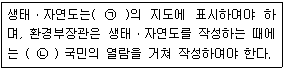 생태·자연도는( ㉠ )의 지도에 표시하여야 하
며, 환경부장관은 생태·자연도를 작성하는 때에
는 ( ㉡ ) 국민의 열람을 거쳐 작성하여야 한다.